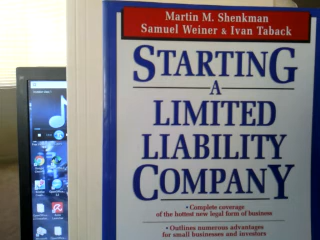 Martin M. Shenkman
Samuel Weiner & Ivan Taback
STARTING
A
LIMITED
LIABILITY
COMPANY
• Complete coverage
of the hottest new legal form of business
• Outlines numerous advantages
for small businesses and investors